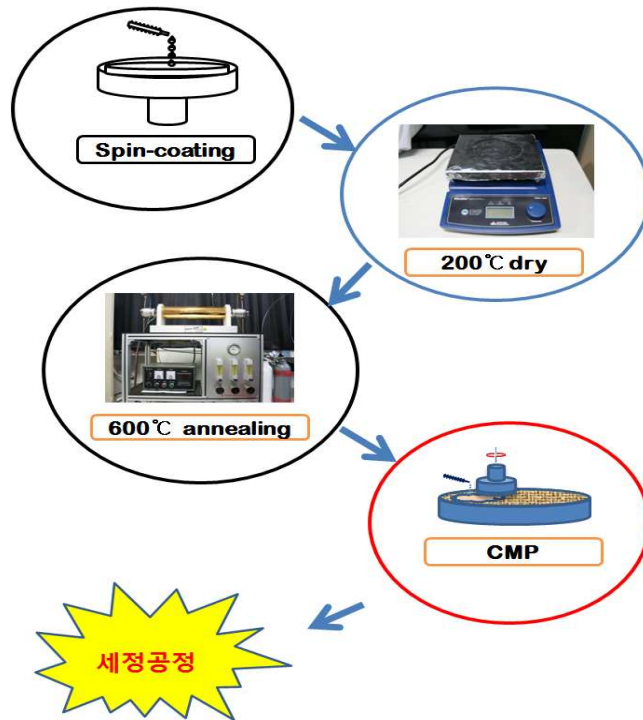 Spin-coating
200℃ dry
600℃ annealing
CMP
세정공정